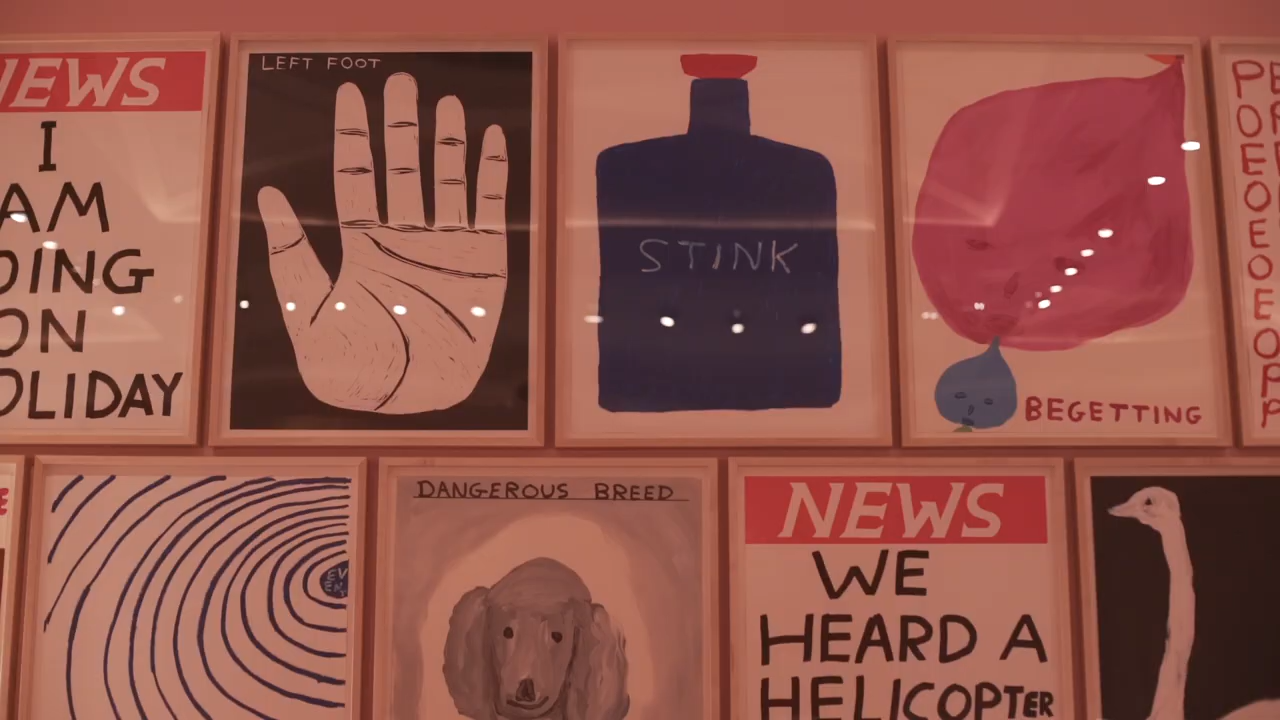 NEWS
I
AM
OING
ON
OLIDAY
LEFT FOOT
STINK
BEGETTING
DANGEROUS BREED
NEWS
WE
HEARD A
HELICOPTER